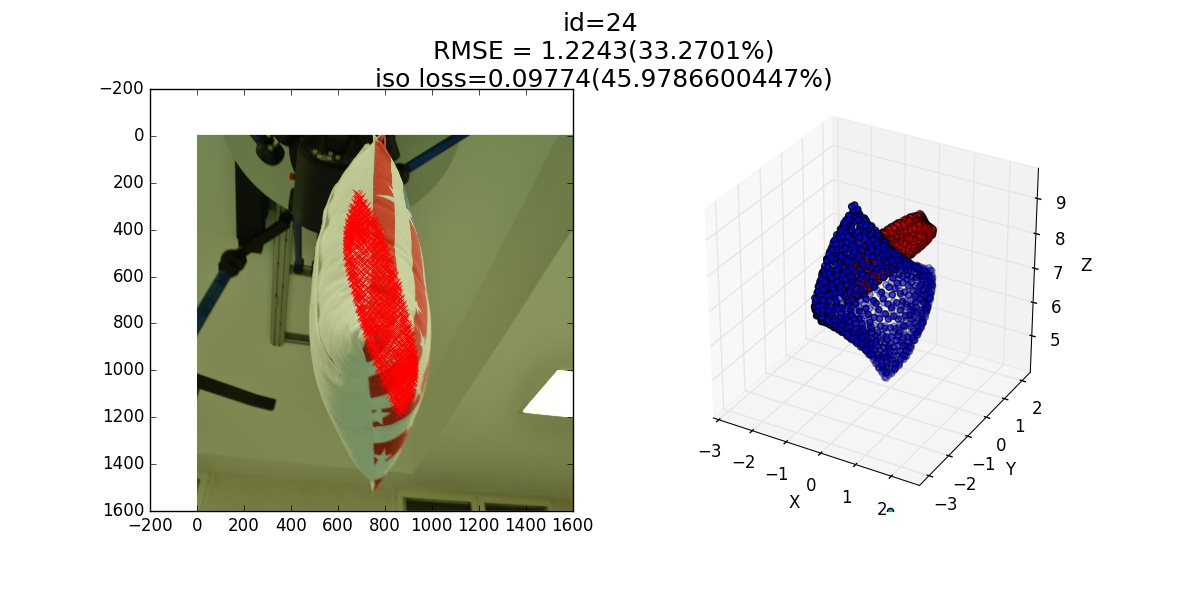 id=24
RMSE = 1.2243(33.2701%)
iso loss=0.09774(45.9786600447%)
−200
0
200
400
600
800
1000
1200
1400
1600
−200 0 200 400 600 800 1000 1200 1400 1600
9
8
7
6
5
Z
−3 −2 −1 0 1 2
X
−3 −2 −1 0 1 2
Y